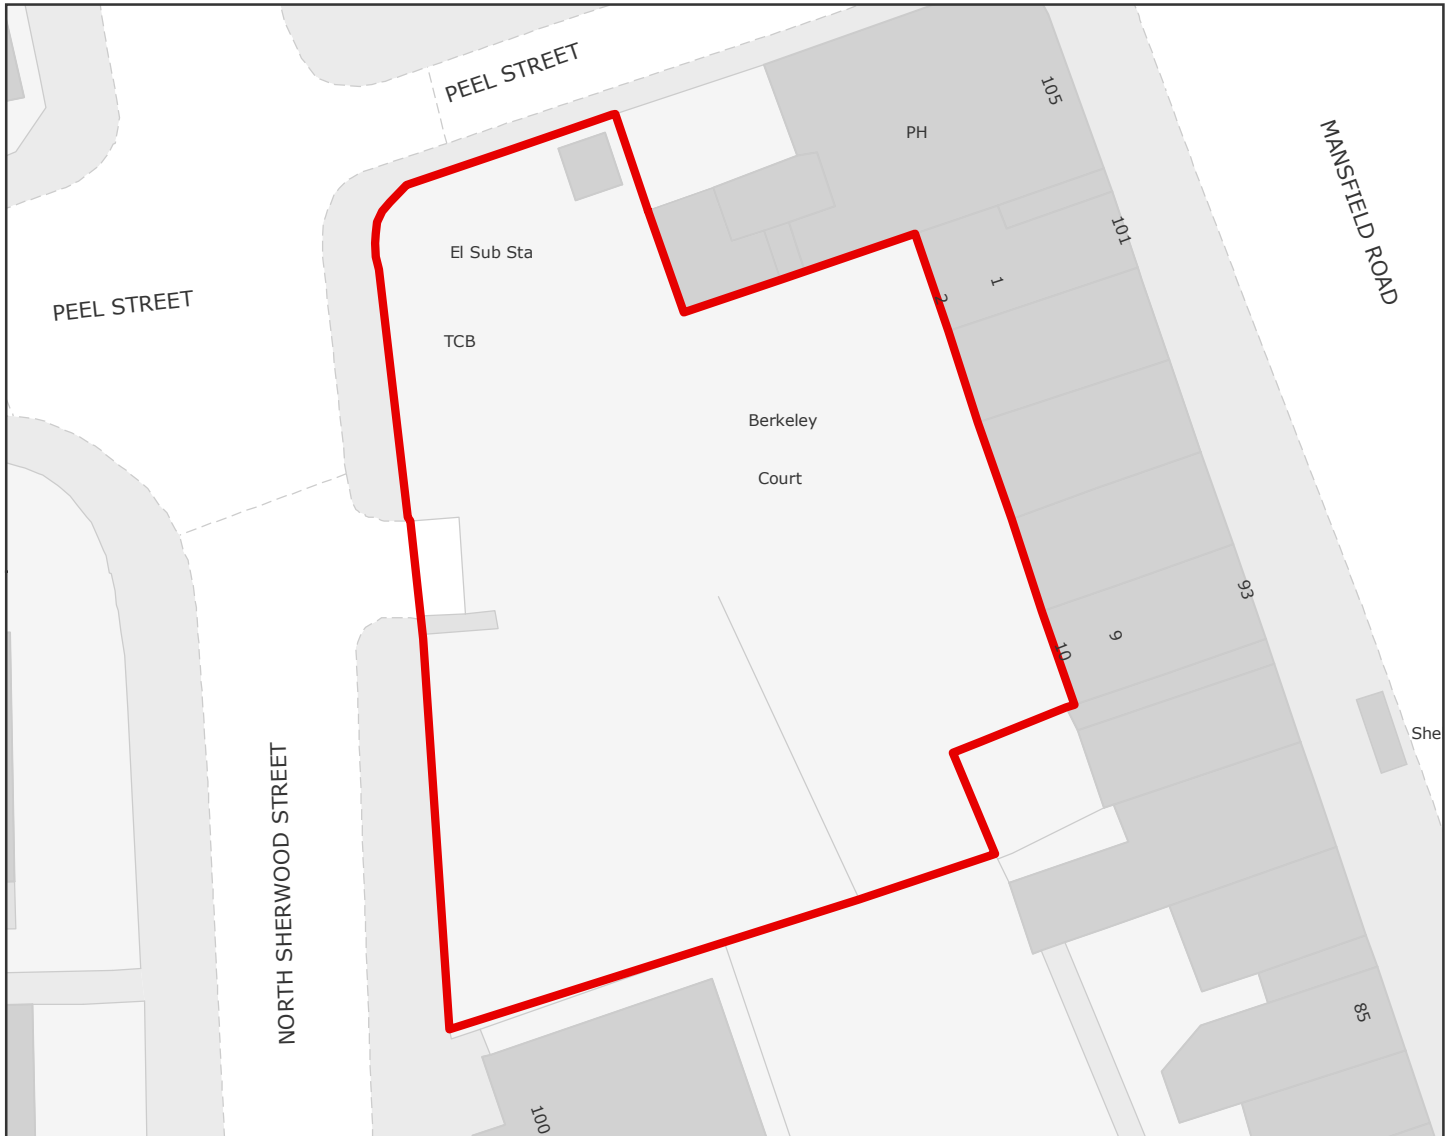 PEEL STREET
105
PH
MANSFIELD ROAD
101
El Sub Sta
1
2
PEEL STREET
TCB
Berkeley
Court
93
9
10
She
NORTH SHERWOOD STREET
85
100